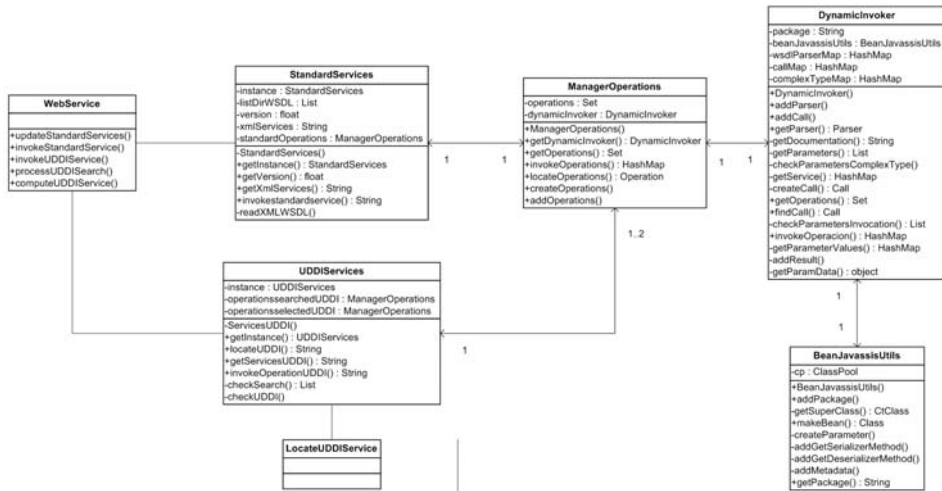 WebService
+updateStandardServices()
+invokeStandardService()
+invokeUDDIService()
+processUDDISearch()
+computeUDDIService()
StandardServices
-instance : StandardServices
-listDirWSDL : List
-version : float
-xmlServices : String
-standardOperations : ManagerOperations
-StandardServices()
+getInstance() : StandardServices
+getVersion() : float
+getXmlServices() : String
+invokestandardservice() : String
-readXMLWSDL()
1
1
ManagerOperations
-operations : Set
-dynamicInvoker : DynamicInvoker
+ManagerOperations()
+getDynamicInvoker() : DynamicInvoker
+getOperations() : Set
+invokeOperations() : HashMap
+locateOperations() : Operation
+createOperations()
+addOperations()
1
1
1..2
DynamicInvoker
-package : String
-beanJavassisUtils : BeanJavassisUtils
-wsdlParserMap : HashMap
-callMap : HashMap
-complexTypeMap : HashMap
+DynamicInvoker()
+addParser()
+addCall()
+getParser() : Parser
-getDocumentation() : String
-getParameters() : List
-checkParametersComplexType()
-getService() : HashMap
-createCall() : Call
+getOperations() : Set
+findCall() : Call
-checkParametersInvocation() : List
+invokeOperacion() : HashMap
-getParameterValues() : HashMap
-addResult()
-getParamData() : object
1
1
UDDIServices
-instance : UDDIServices
-operationssearchedUDDI : ManagerOperations
-operationsselectedUDDI : ManagerOperations
-ServicesUDDI()
+getInstance() : UDDIServices
+locateUDDI() : String
+getServicesUDDI() : String
+invokeOperationUDDI() : String
-checkSearch() : List
-checkUDDI()
1
LocateUDDIService
BeanJavassisUtils
-cp : ClassPool
+BeanJavassisUtils()
+addPackage()
-getSuperClass() : CtClass
+makeBean() : Class
-createParameter()
-addGetSerializerMethod()
-addGetDeserializerMethod()
-addMetadata()
+getPackage() : String